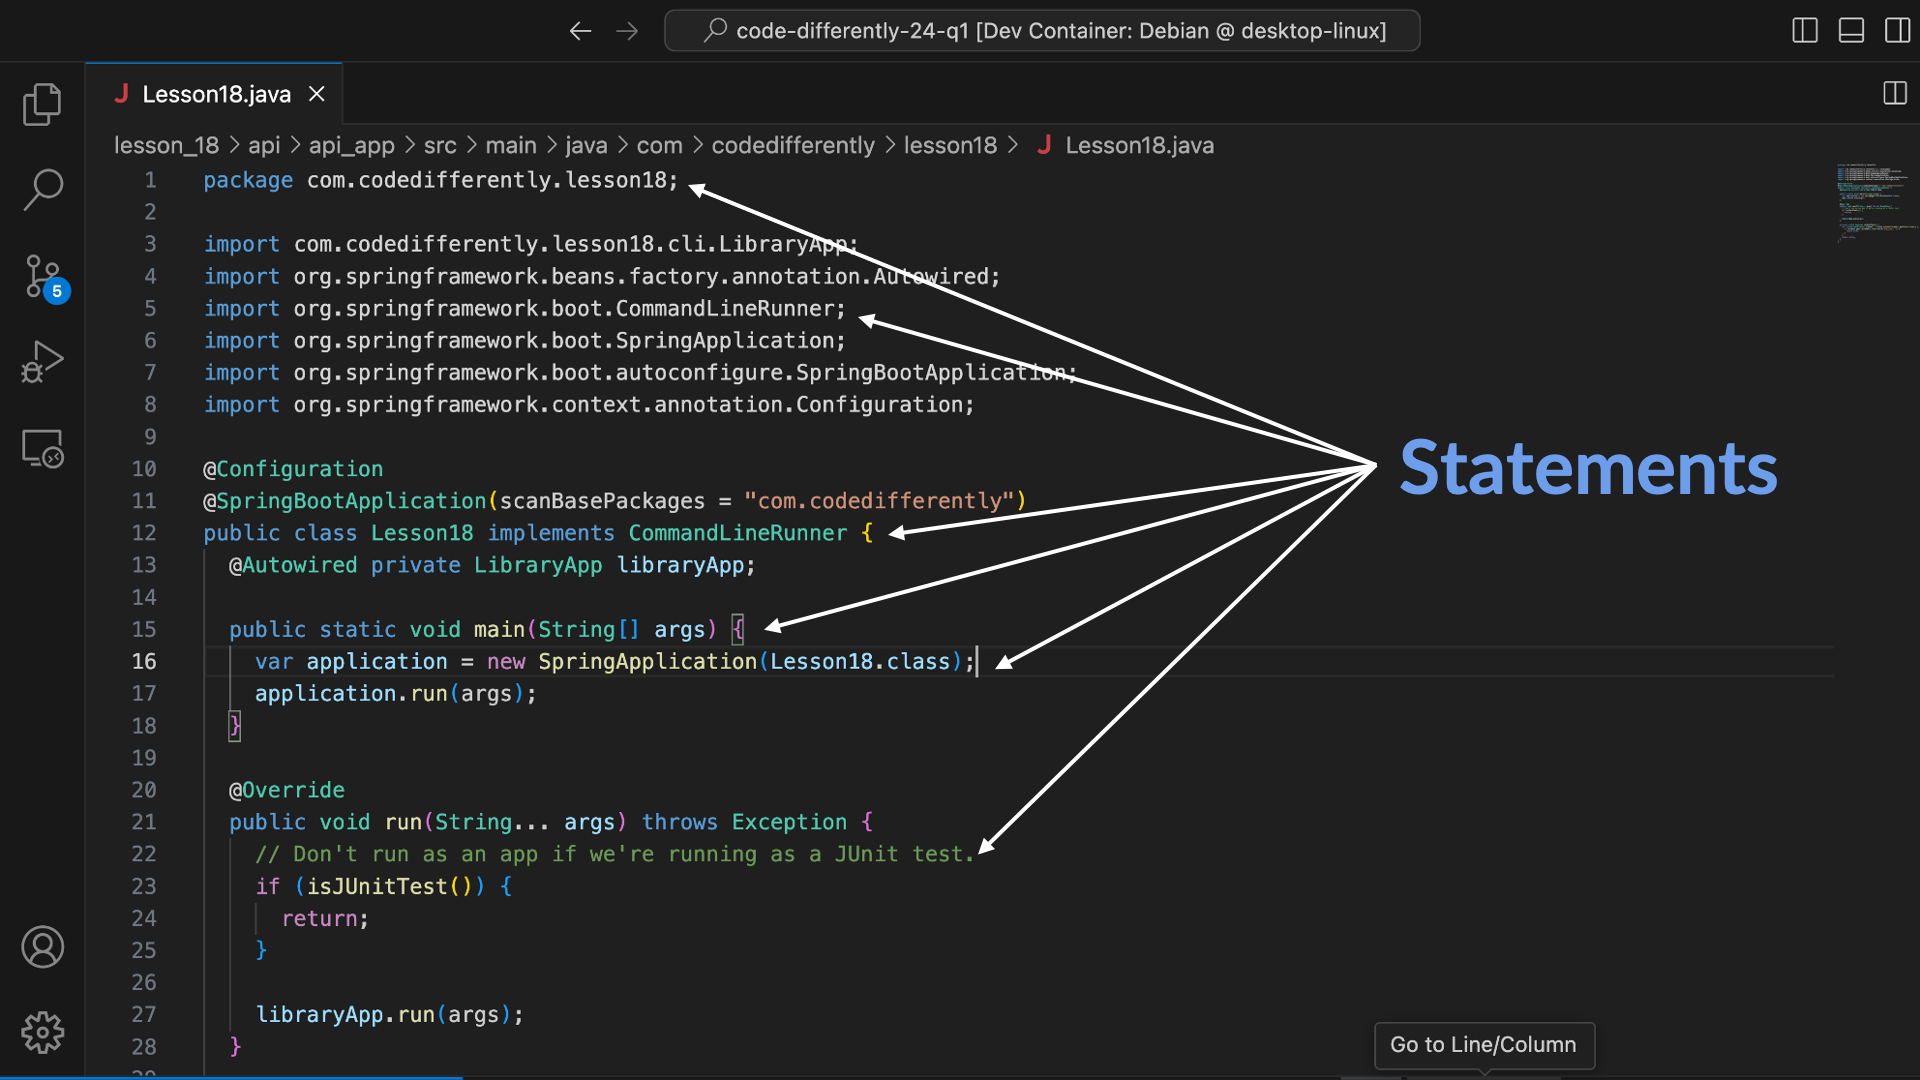 code-differently-24-q1 [Dev Container: Debian @ desktop-linux]
J Lesson18.java
lesson_18 > api > api_app > src > main > java > com > codedifferently > lesson18 > J Lesson18.java
5
1 package com.codedifferently.lesson18;
2
3 import com.codedifferently.lesson18.cli.LibraryApp;
4 import org.springframework.beans.factory.annotation.Autowired;
5 import org.springframework.boot.CommandLineRunner;
6 import org.springframework.boot.SpringApplication;
7 import org.springframework.boot.autoconfigure.SpringBootApplication;
8 import org.springframework.context.annotation.Configuration;
9
10 @Configuration
11 @SpringBootApplication(scanBasePackages = "com.codedifferently")
12 public class Lesson18 implements CommandLineRunner {
13 @Autowired private LibraryApp libraryApp;
14
15 public static void main(String[] args) {
16 var application = new SpringApplication(Lesson18.class);
17 application.run(args);
18 }
19
20 @Override
21 public void run(String... args) throws Exception {
22 // Don't run as an app if we're running as a JUnit test.
23 if (isJUnitTest()) {
24 return;
25 }
26
27 libraryApp.run(args);
28 }
Statements
Go to Line/Column